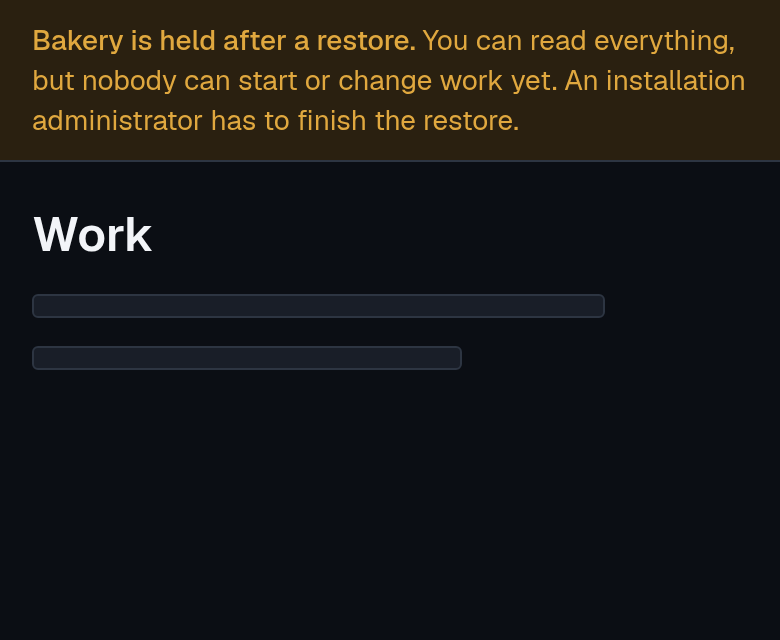 Bakery is held after a restore. You can read everything,
but nobody can start or change work yet. An installation
administrator has to finish the restore.
Work